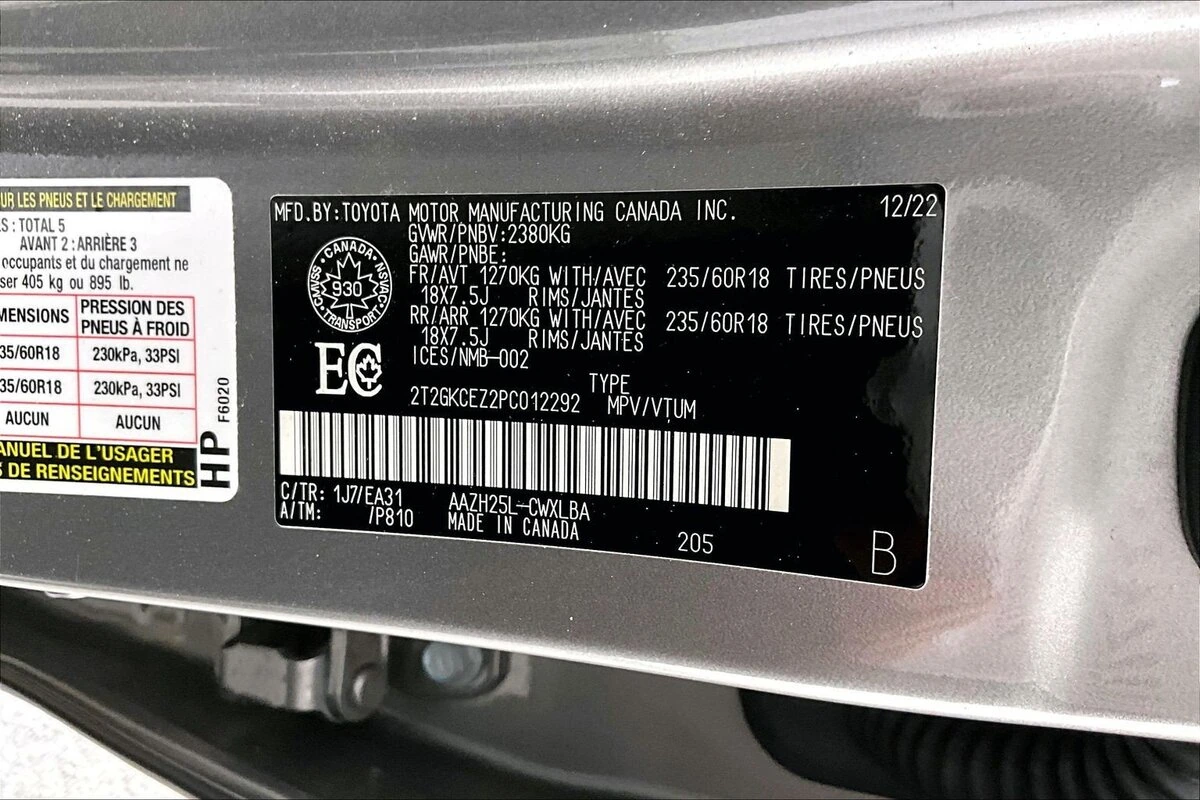 UR LES PNEUS ET LE CHARGEMENT
S : TOTAL 5
AVANT 2 : ARRIÈRE 3
occupants et du chargement ne
ser 405 kg ou 895 lb.
MENSIONS PRESSION DES PNEUS À FROID
35/60R18 230kPa, 33PSI
35/60R18 230kPa, 33PSI
AUCUN AUCUN
ANUEL DE L'USAGER
S DE RENSEIGNEMENTS
HP F6020
MFD.BY:TOYOTA MOTOR MANUFACTURING CANADA INC. 12/22
GVWR/PNBV:2380KG
GAWR/PNBE:
FR/AVT 1270KG WITH/AVEC 235/60R18 TIRES/PNEUS
18X7.5J RIMS/JANTES
RR/ARR 1270KG WITH/AVEC 235/60R18 TIRES/PNEUS
18X7.5J RIMS/JANTES
ICES/NMB-002
CANADA
CMVSS 930 NSVAC
TRANSPORT
EC
TYPE
2T2GKCEZ2PC012292 MPV/VTUM
C/TR: 1J7/EA31 AAZH25L-CWXLBA
A/TM: /P810 MADE IN CANADA
205 B